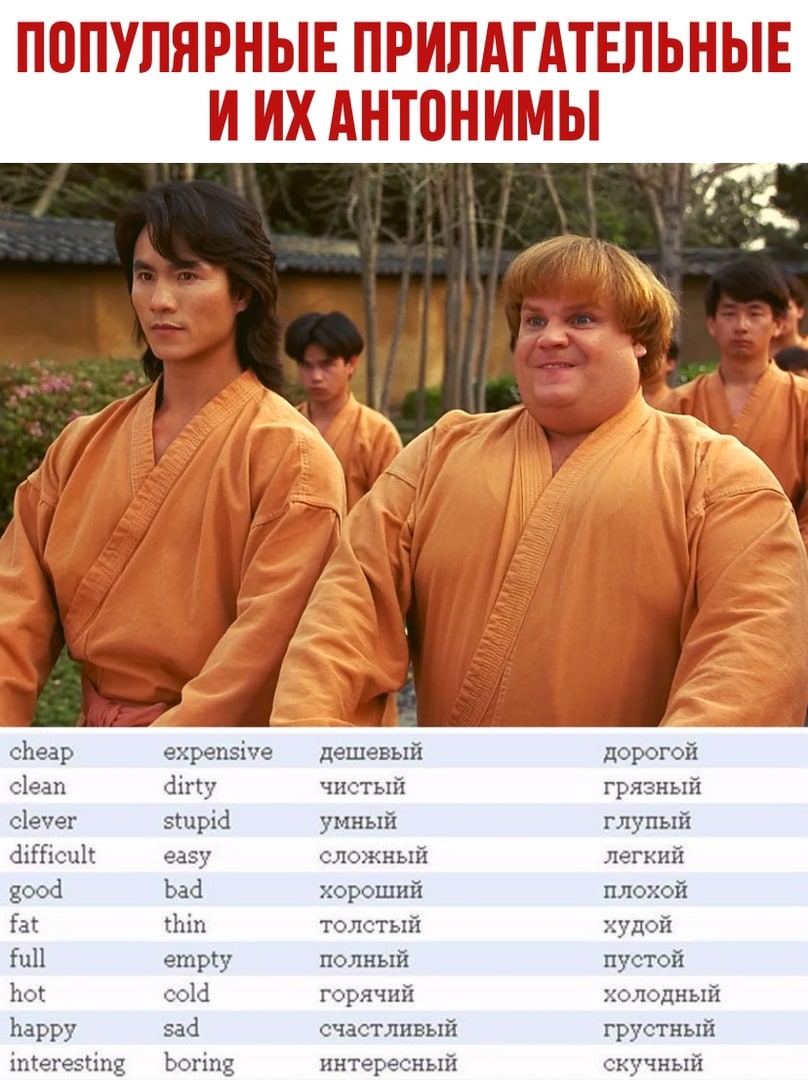 ПОПУЛЯРНЫЕ ПРИЛАГАТЕЛЬНЫЕ
И ИХ АНТОНИМЫ
cheap expensive дешевый дорогой
clean dirty чистый грязный
clever stupid умный глупый
difficult easy сложный легкий
good bad хороший плохой
fat thin толстый худой
full empty полный пустой
hot cold горячий холодный
happy sad счастливый грустный
interesting boring интересный скучный